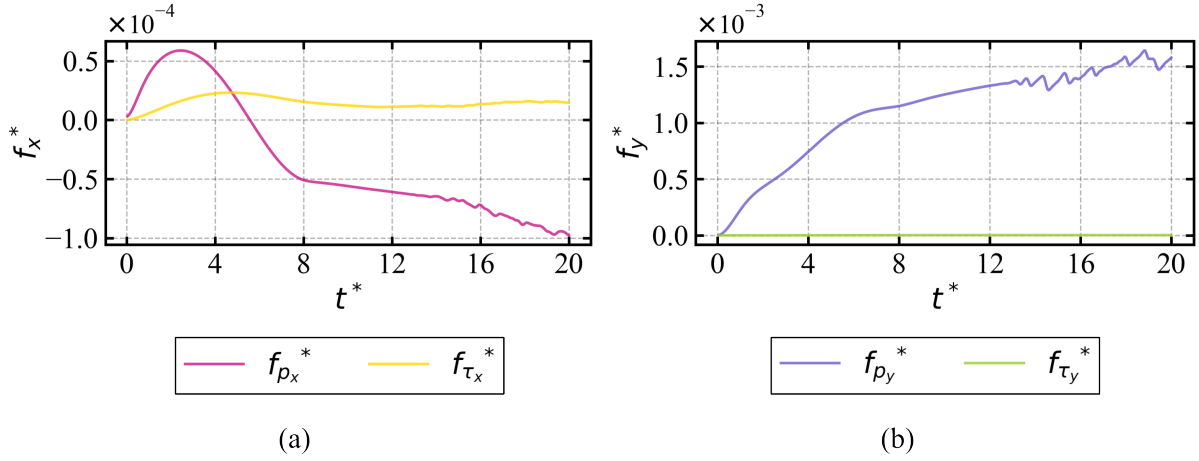 ×10⁻⁴
0.5
0.0
−0.5
−1.0
f_x*
0 4 8 12 16 20
t*
f_{p_x}* f_{τ_x}*
(a)
×10⁻³
1.5
1.0
0.5
0.0
f_y*
0 4 8 12 16 20
t*
f_{p_y}* f_{τ_y}*
(b)